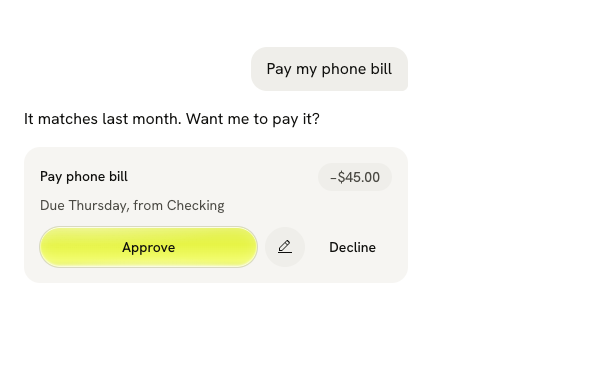 Pay my phone bill
It matches last month. Want me to pay it?
Pay phone bill
−$45.00
Due Thursday, from Checking
Approve
Decline